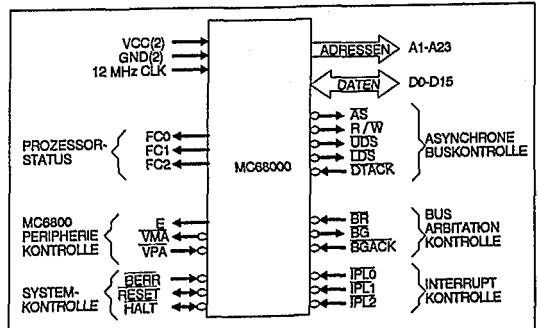 VCC(2)
GND(2)
12 MHz CLK
ADRESSEN A1-A23
DATEN D0-D15
PROZESSOR-
STATUS
FC0
FC1
FC2
MC68000
AS
R/W
UDS
LDS
DTACK
ASYNCHRONE
BUSKONTROLLE
MC6800
PERIPHERIE
KONTROLLE
E
VMA
VPA
BR
BG
BGACK
BUS
ARBITATION
KONTROLLE
SYSTEM-
KONTROLLE
BERR
RESET
HALT
IPL0
IPL1
IPL2
INTERRUPT
KONTROLLE